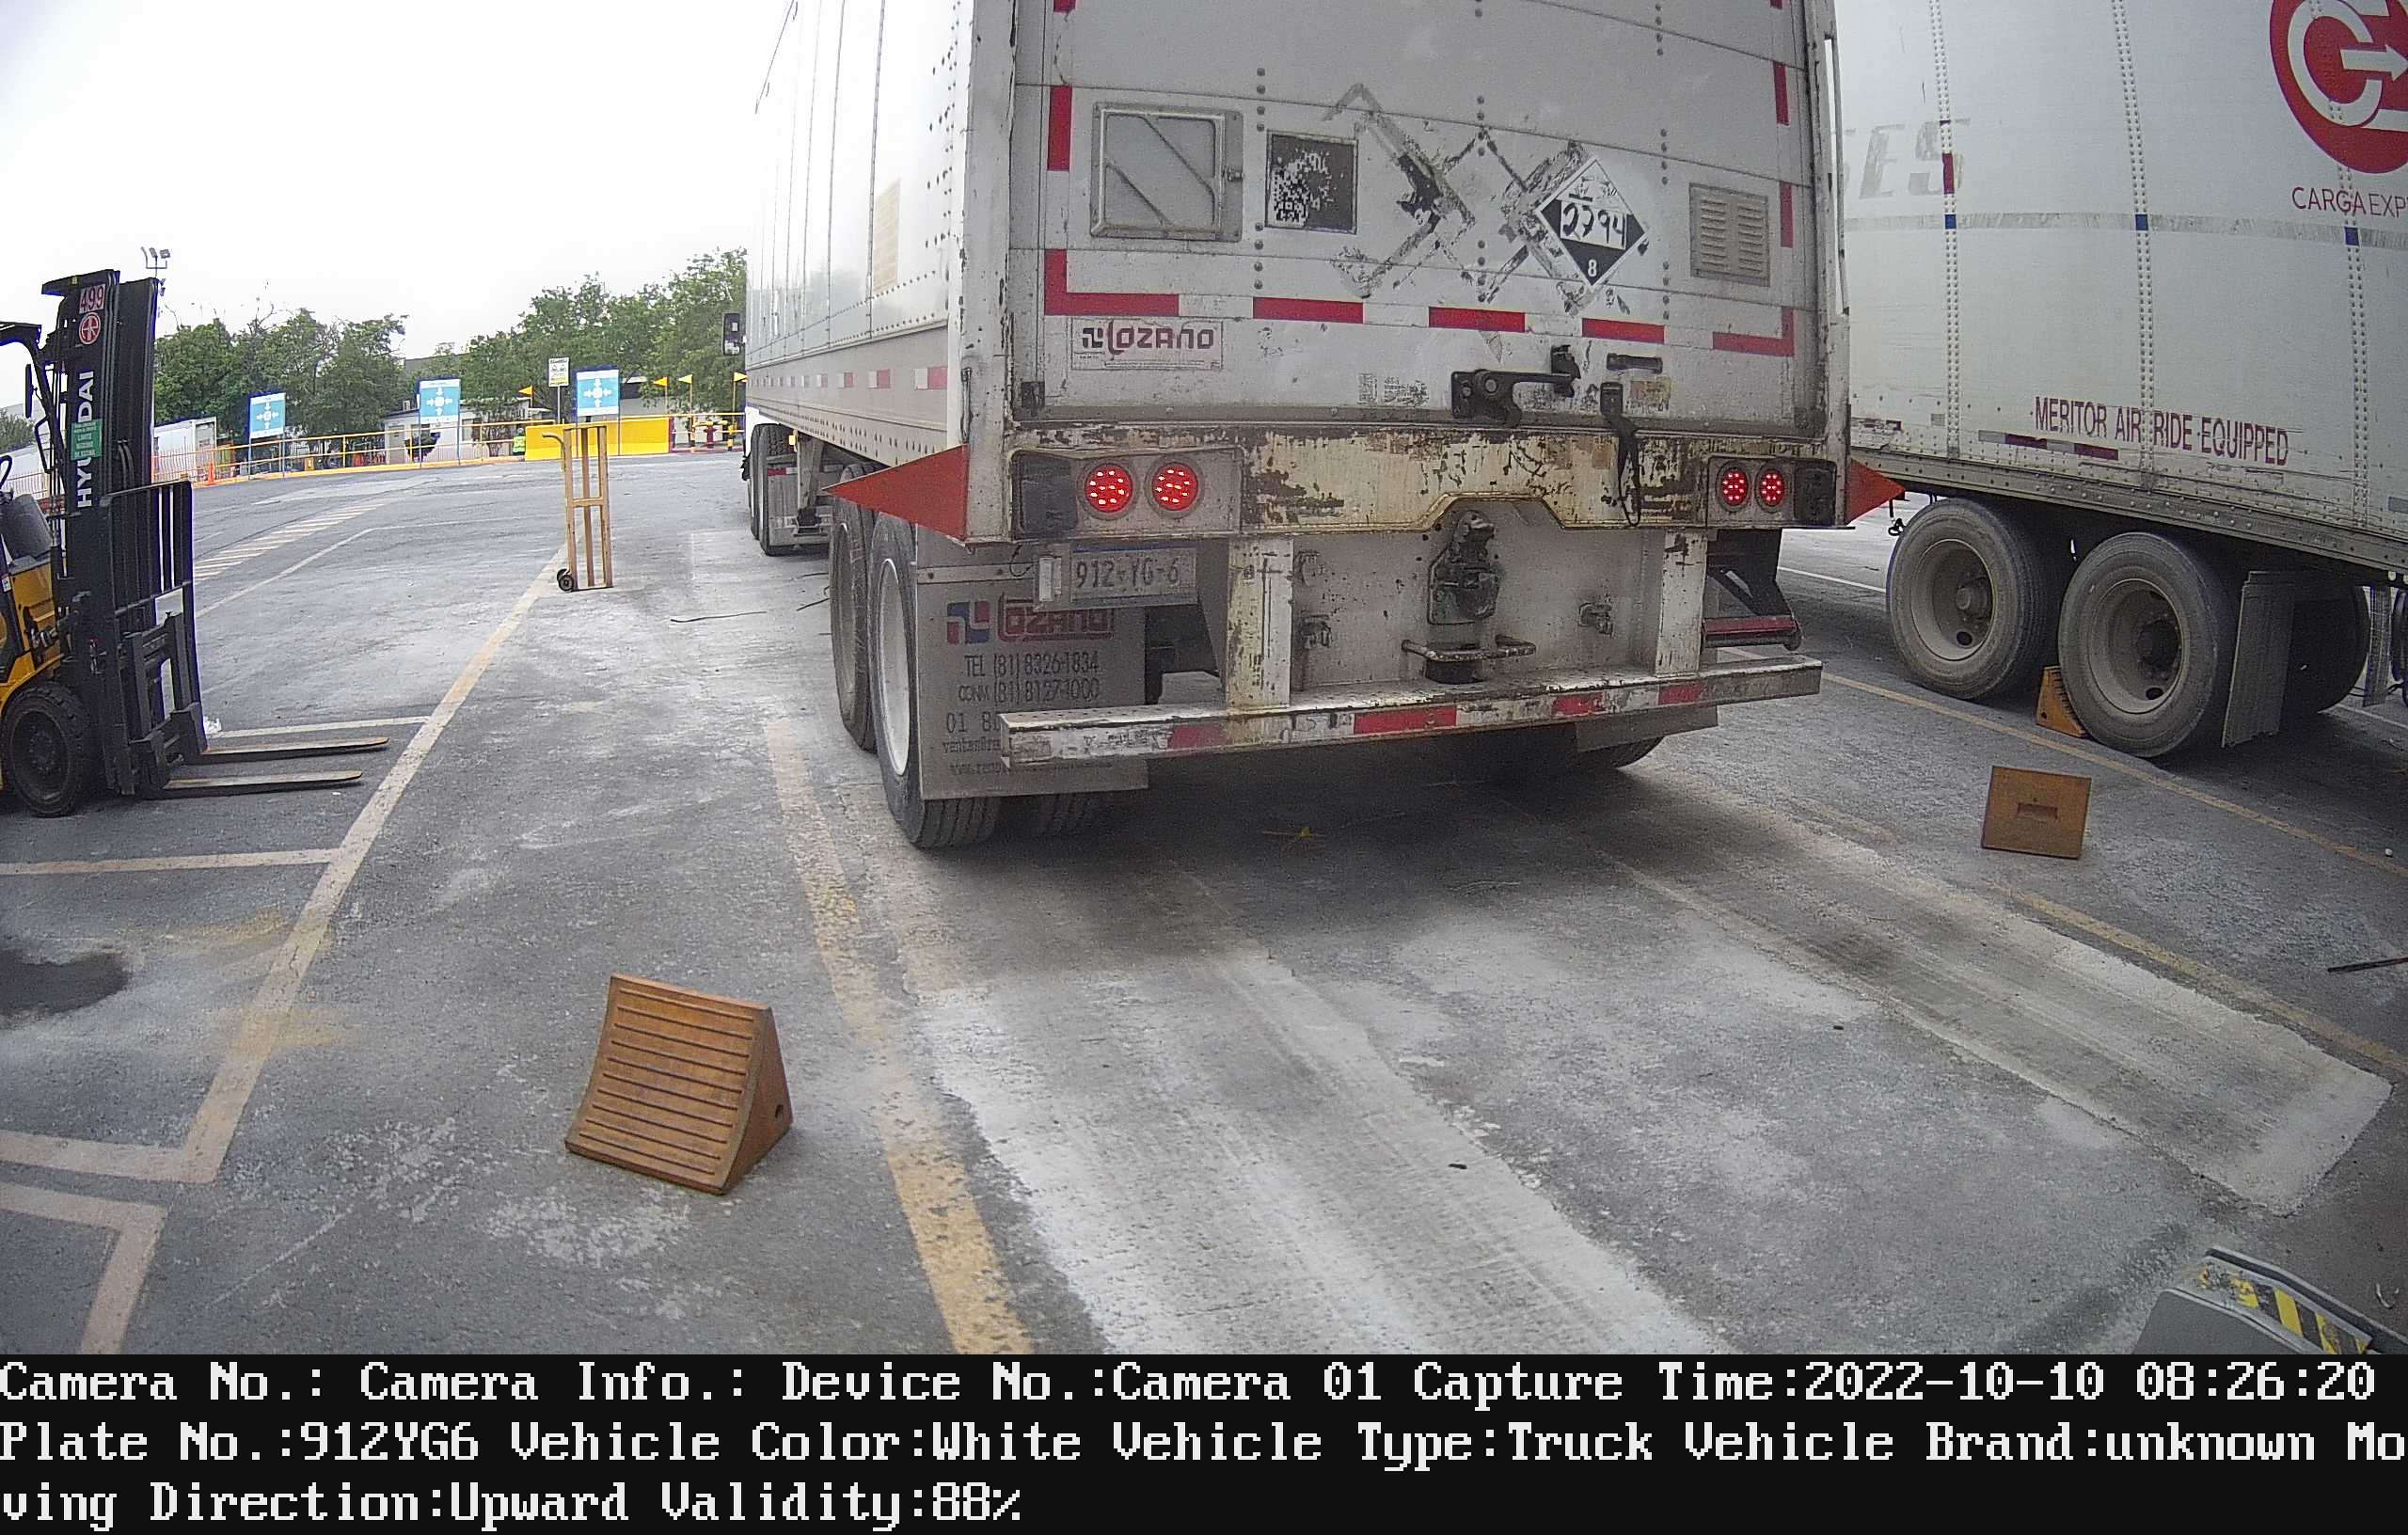 499
HYUNDAI
2794
8
LOZANO
CARGA EXP
MERITOR AIR RIDE EQUIPPED
912-YG-6
LOZANO
TEL (81) 8326-1834
CONM (81) 8127-1000
01 8
Camera No.: Camera Info.: Device No.:Camera 01 Capture Time:2022-10-10 08:26:20
Plate No.:912YG6 Vehicle Color:White Vehicle Type:Truck Vehicle Brand:unknown Mo
ving Direction:Upward Validity:88%